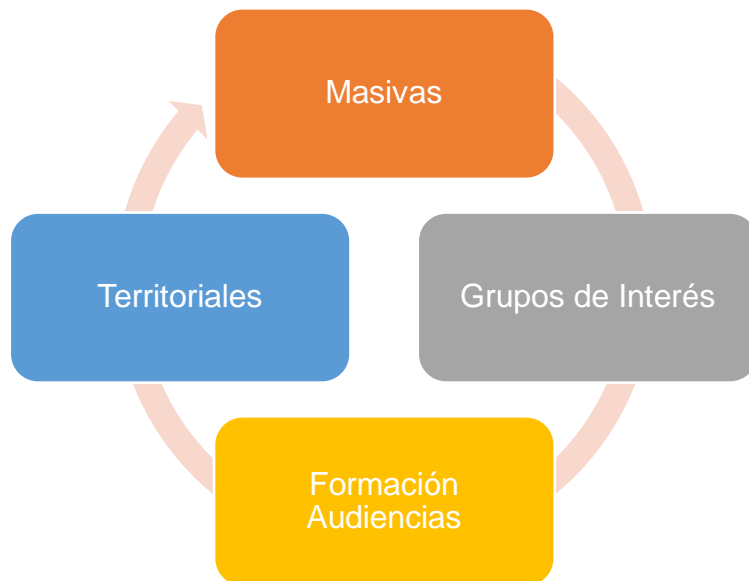 Masivas
Territoriales
Grupos de Interés
Formación
Audiencias